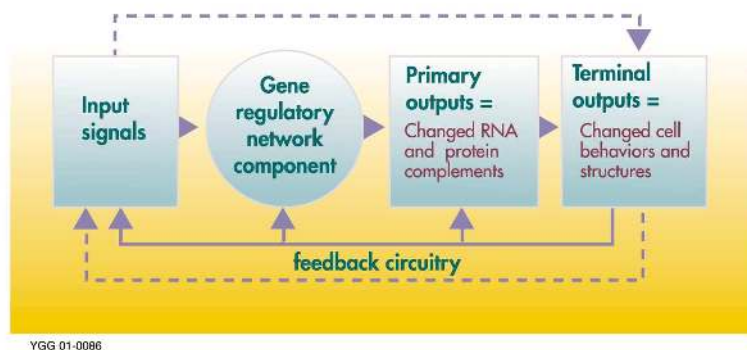 Input
signals
Gene
regulatory
network
component
Primary
outputs =
Changed RNA
and protein
complements
Terminal
outputs =
Changed cell
behaviors and
structures
feedback circuitry
YGG 01-0086